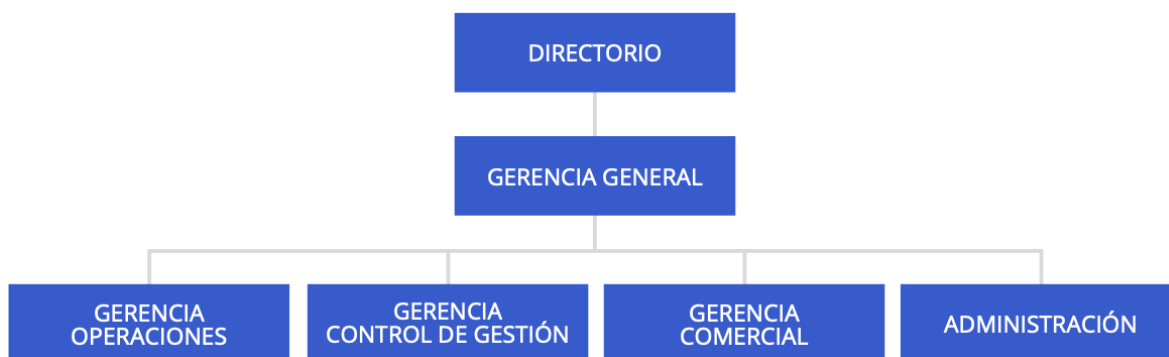 DIRECTORIO
GERENCIA GENERAL
GERENCIA
OPERACIONES
GERENCIA
CONTROL DE GESTIÓN
GERENCIA
COMERCIAL
ADMINISTRACIÓN